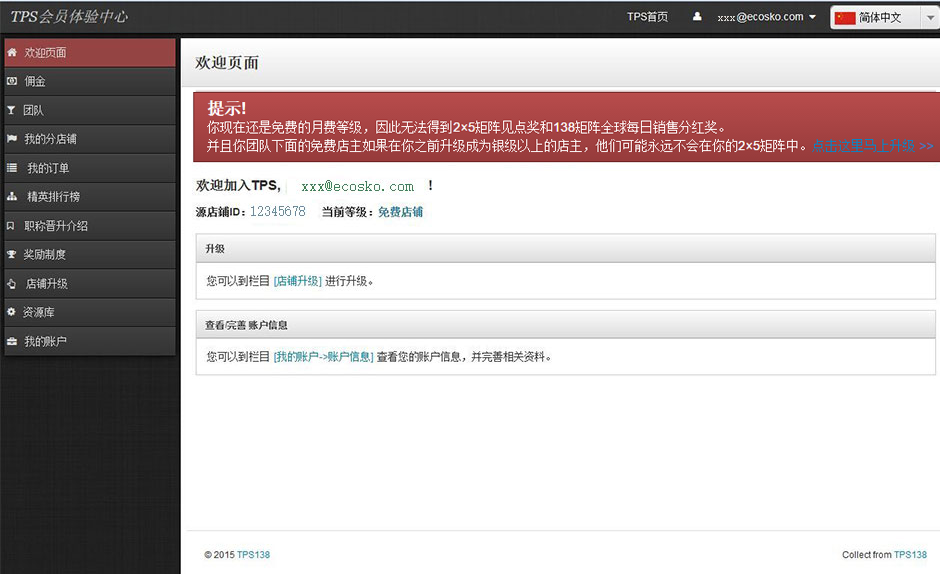 TPS会员体验中心
TPS首页 xxx@ecosko.com 简体中文
欢迎页面
佣金
团队
我的分店铺
我的订单
精英排行榜
职称晋升介绍
奖励制度
店铺升级
资源库
我的账户
欢迎页面
提示!
你现在还是免费的月费等级，因此无法得到2×5矩阵见点奖和138矩阵全球每日销售分红奖。
并且你团队下面的免费店主如果在你之前升级成为银级以上的店主，他们可能永远不会在你的2×5矩阵中。点击这里马上升级 >>
欢迎加入TPS, xxx@ecosko.com ！
源店铺ID：12345678 当前等级：免费店铺
升级
您可以到栏目 [店铺升级] 进行升级。
查看/完善 账户信息
您可以到栏目 [我的账户->账户信息] 查看您的账户信息，并完善相关资料。
© 2015 TPS138
Collect from TPS138